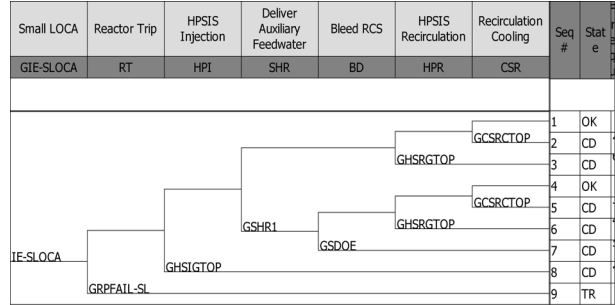 Small LOCA
Reactor Trip
HPSIS
Injection
Deliver
Auxiliary
Feedwater
Bleed RCS
HPSIS
Recirculation
Recirculation
Cooling
Seq
#
Stat
e
GIE-SLOCA
RT
HPI
SHR
BD
HPR
CSR
1
OK
GCSRCTOP
2
CD
GHSRGTOP
3
CD
4
OK
GCSRCTOP
5
CD
GSHR1
GHSRGTOP
6
CD
GSDOE
7
CD
IE-SLOCA
GHSIGTOP
8
CD
GRPFAIL-SL
9
TR